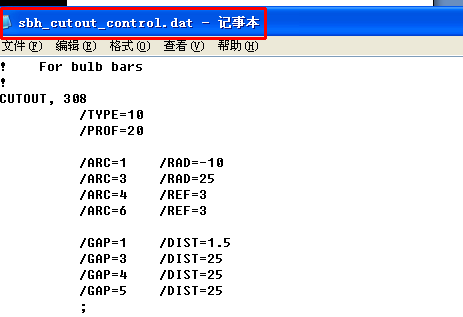 sbh_cutout_control.dat - 记事本
文件(F) 编辑(E) 格式(O) 查看(V) 帮助(H)
! For bulb bars
!
CUTOUT, 308
/TYPE=10
/PROF=20
/ARC=1 /RAD=-10
/ARC=3 /RAD=25
/ARC=4 /REF=3
/ARC=6 /REF=3
/GAP=1 /DIST=1.5
/GAP=3 /DIST=25
/GAP=4 /DIST=25
/GAP=5 /DIST=25
;